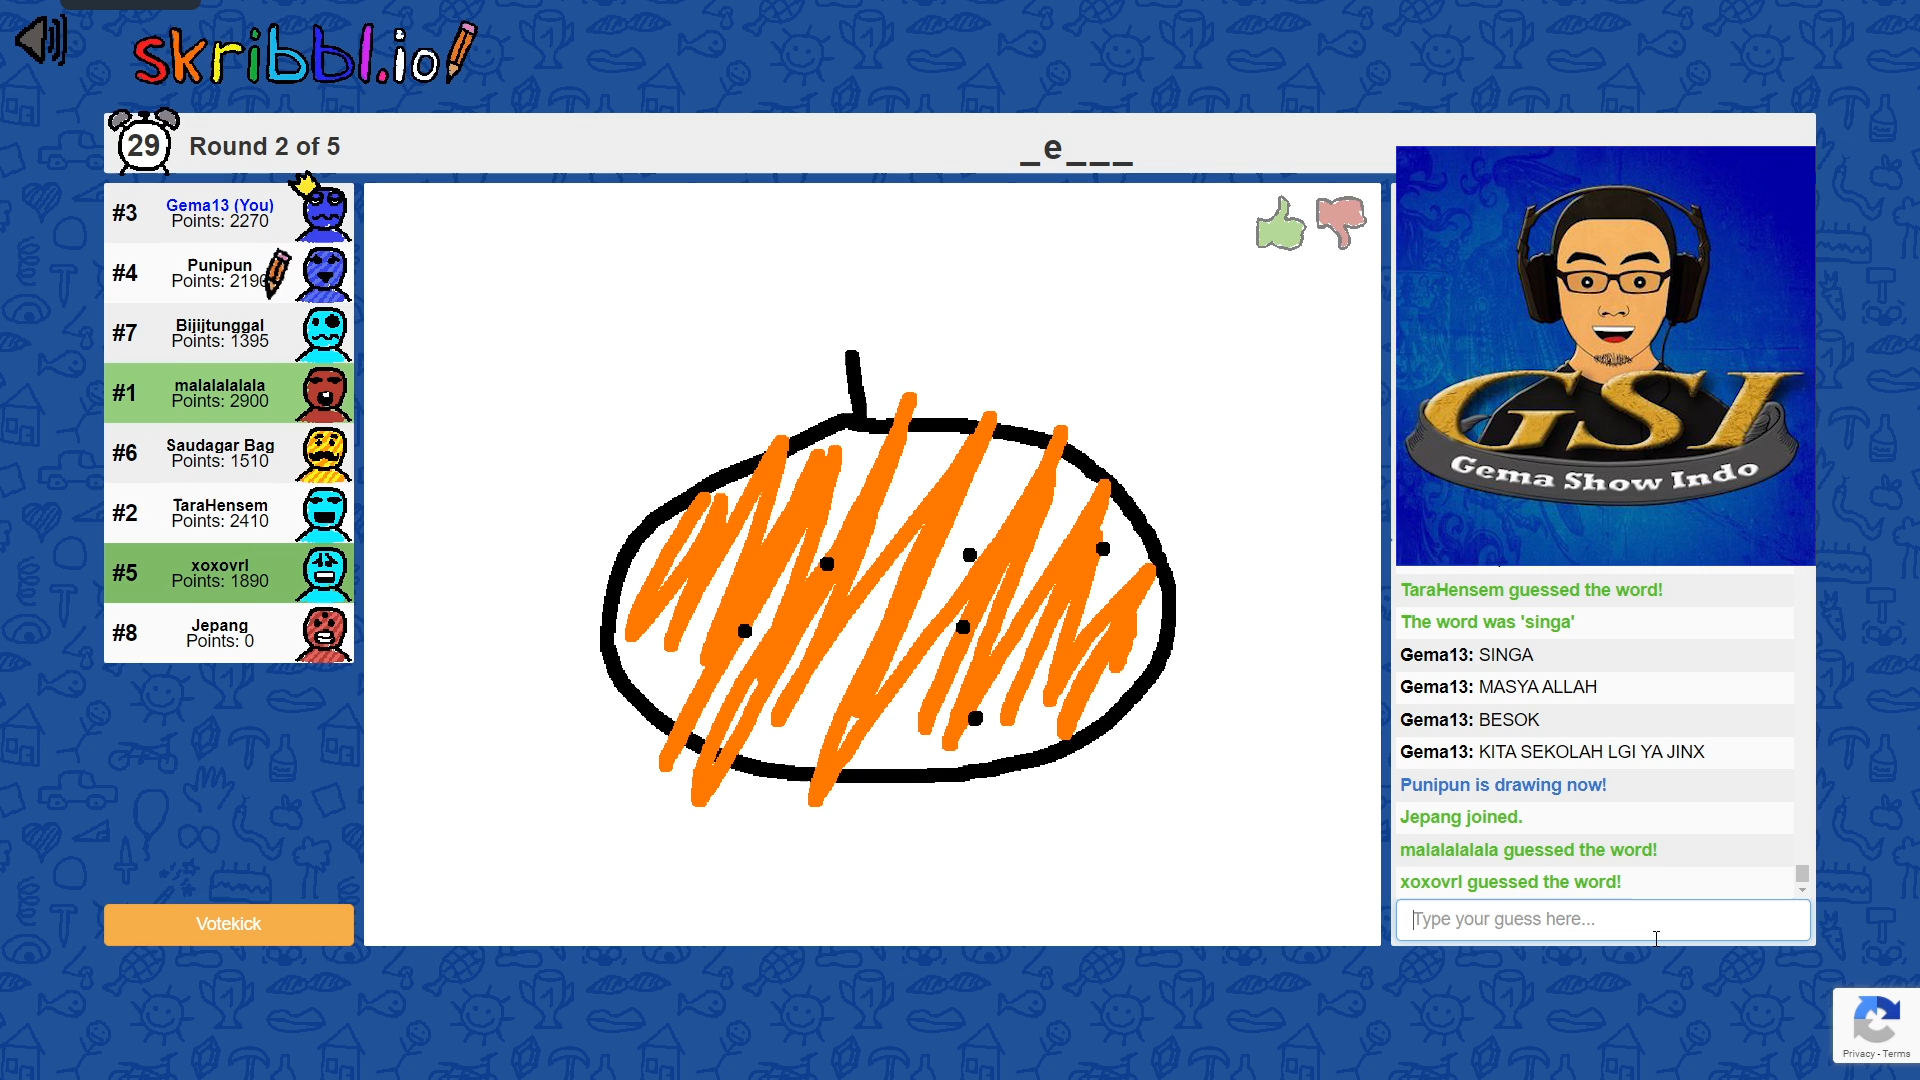 skribbl.io
29
Round 2 of 5
_e___
#3
Gema13 (You)
Points: 2270
#4
Punipun
Points: 2190
#7
Bijijtunggal
Points: 1395
#1
malalalalala
Points: 2900
#6
Saudagar Bag
Points: 1510
#2
TaraHensem
Points: 2410
#5
xoxovrl
Points: 1890
#8
Jepang
Points: 0
Votekick
GSI
Gema Show Indo
TaraHensem guessed the word!
The word was 'singa'
Gema13: SINGA
Gema13: MASYA ALLAH
Gema13: BESOK
Gema13: KITA SEKOLAH LGI YA JINX
Punipun is drawing now!
Jepang joined.
malalalalala guessed the word!
xoxovrl guessed the word!
Type your guess here...
Privacy - Terms